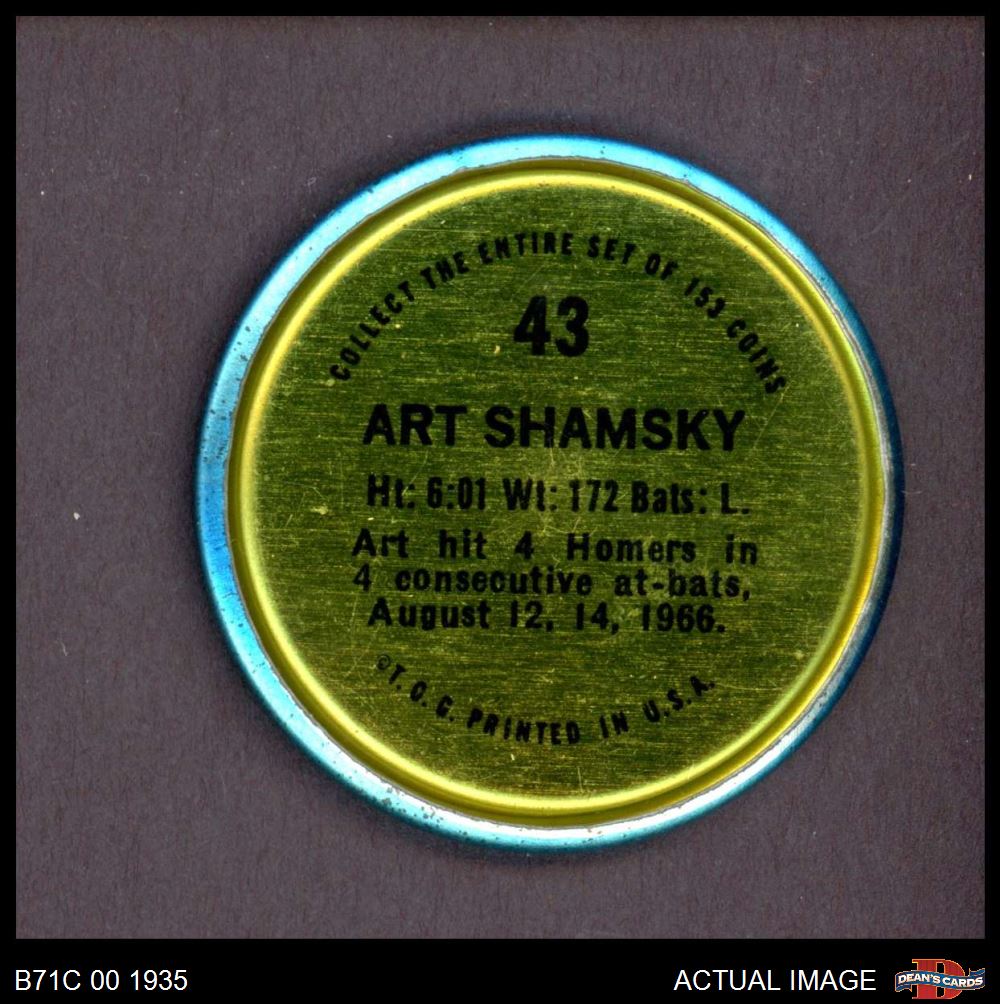 COLLECT THE ENTIRE SET OF 153 COINS
43
ART SHAMSKY
Ht: 6:01 Wt: 172 Bats: L.
Art hit 4 Homers in
4 consecutive at-bats,
August 12, 14, 1966.
©T.C.G. PRINTED IN U.S.A.
B71C 00 1935
ACTUAL IMAGE
DEAN'S CARDS